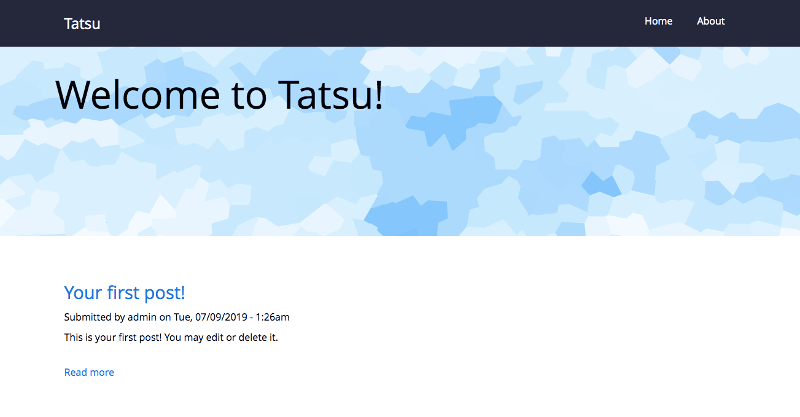 Tatsu
Home About
Welcome to Tatsu!
Your first post!
Submitted by admin on Tue, 07/09/2019 - 1:26am
This is your first post! You may edit or delete it.
Read more